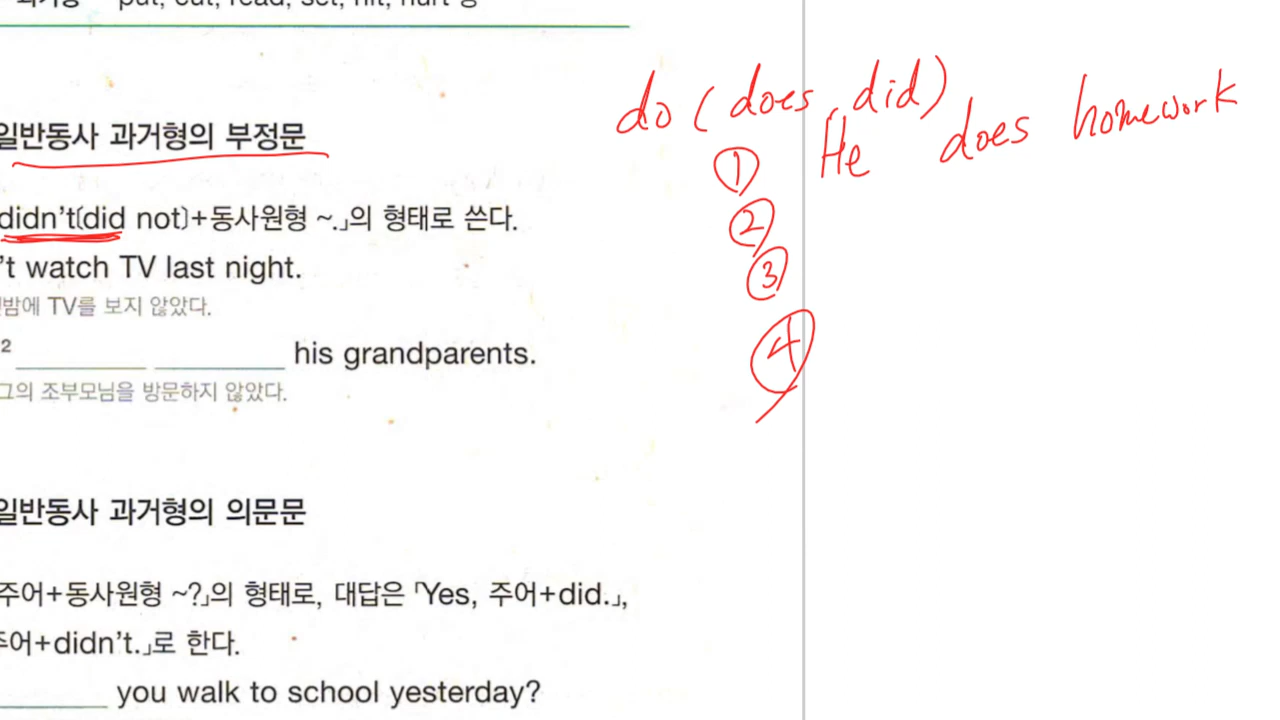 put, cut, read, set, hit, hurt 등
do ( does, did )
① He does homework
일반동사 과거형의 부정문
②
didn't(did not)+동사원형 ~.」의 형태로 쓴다.
③
't watch TV last night.
밤에 TV를 보지 않았다.
④
2 his grandparents.
그의 조부모님을 방문하지 않았다.
일반동사 과거형의 의문문
주어+동사원형 ~?」의 형태로, 대답은 「Yes, 주어+did.」,
주어+didn't.」로 한다.
you walk to school yesterday?